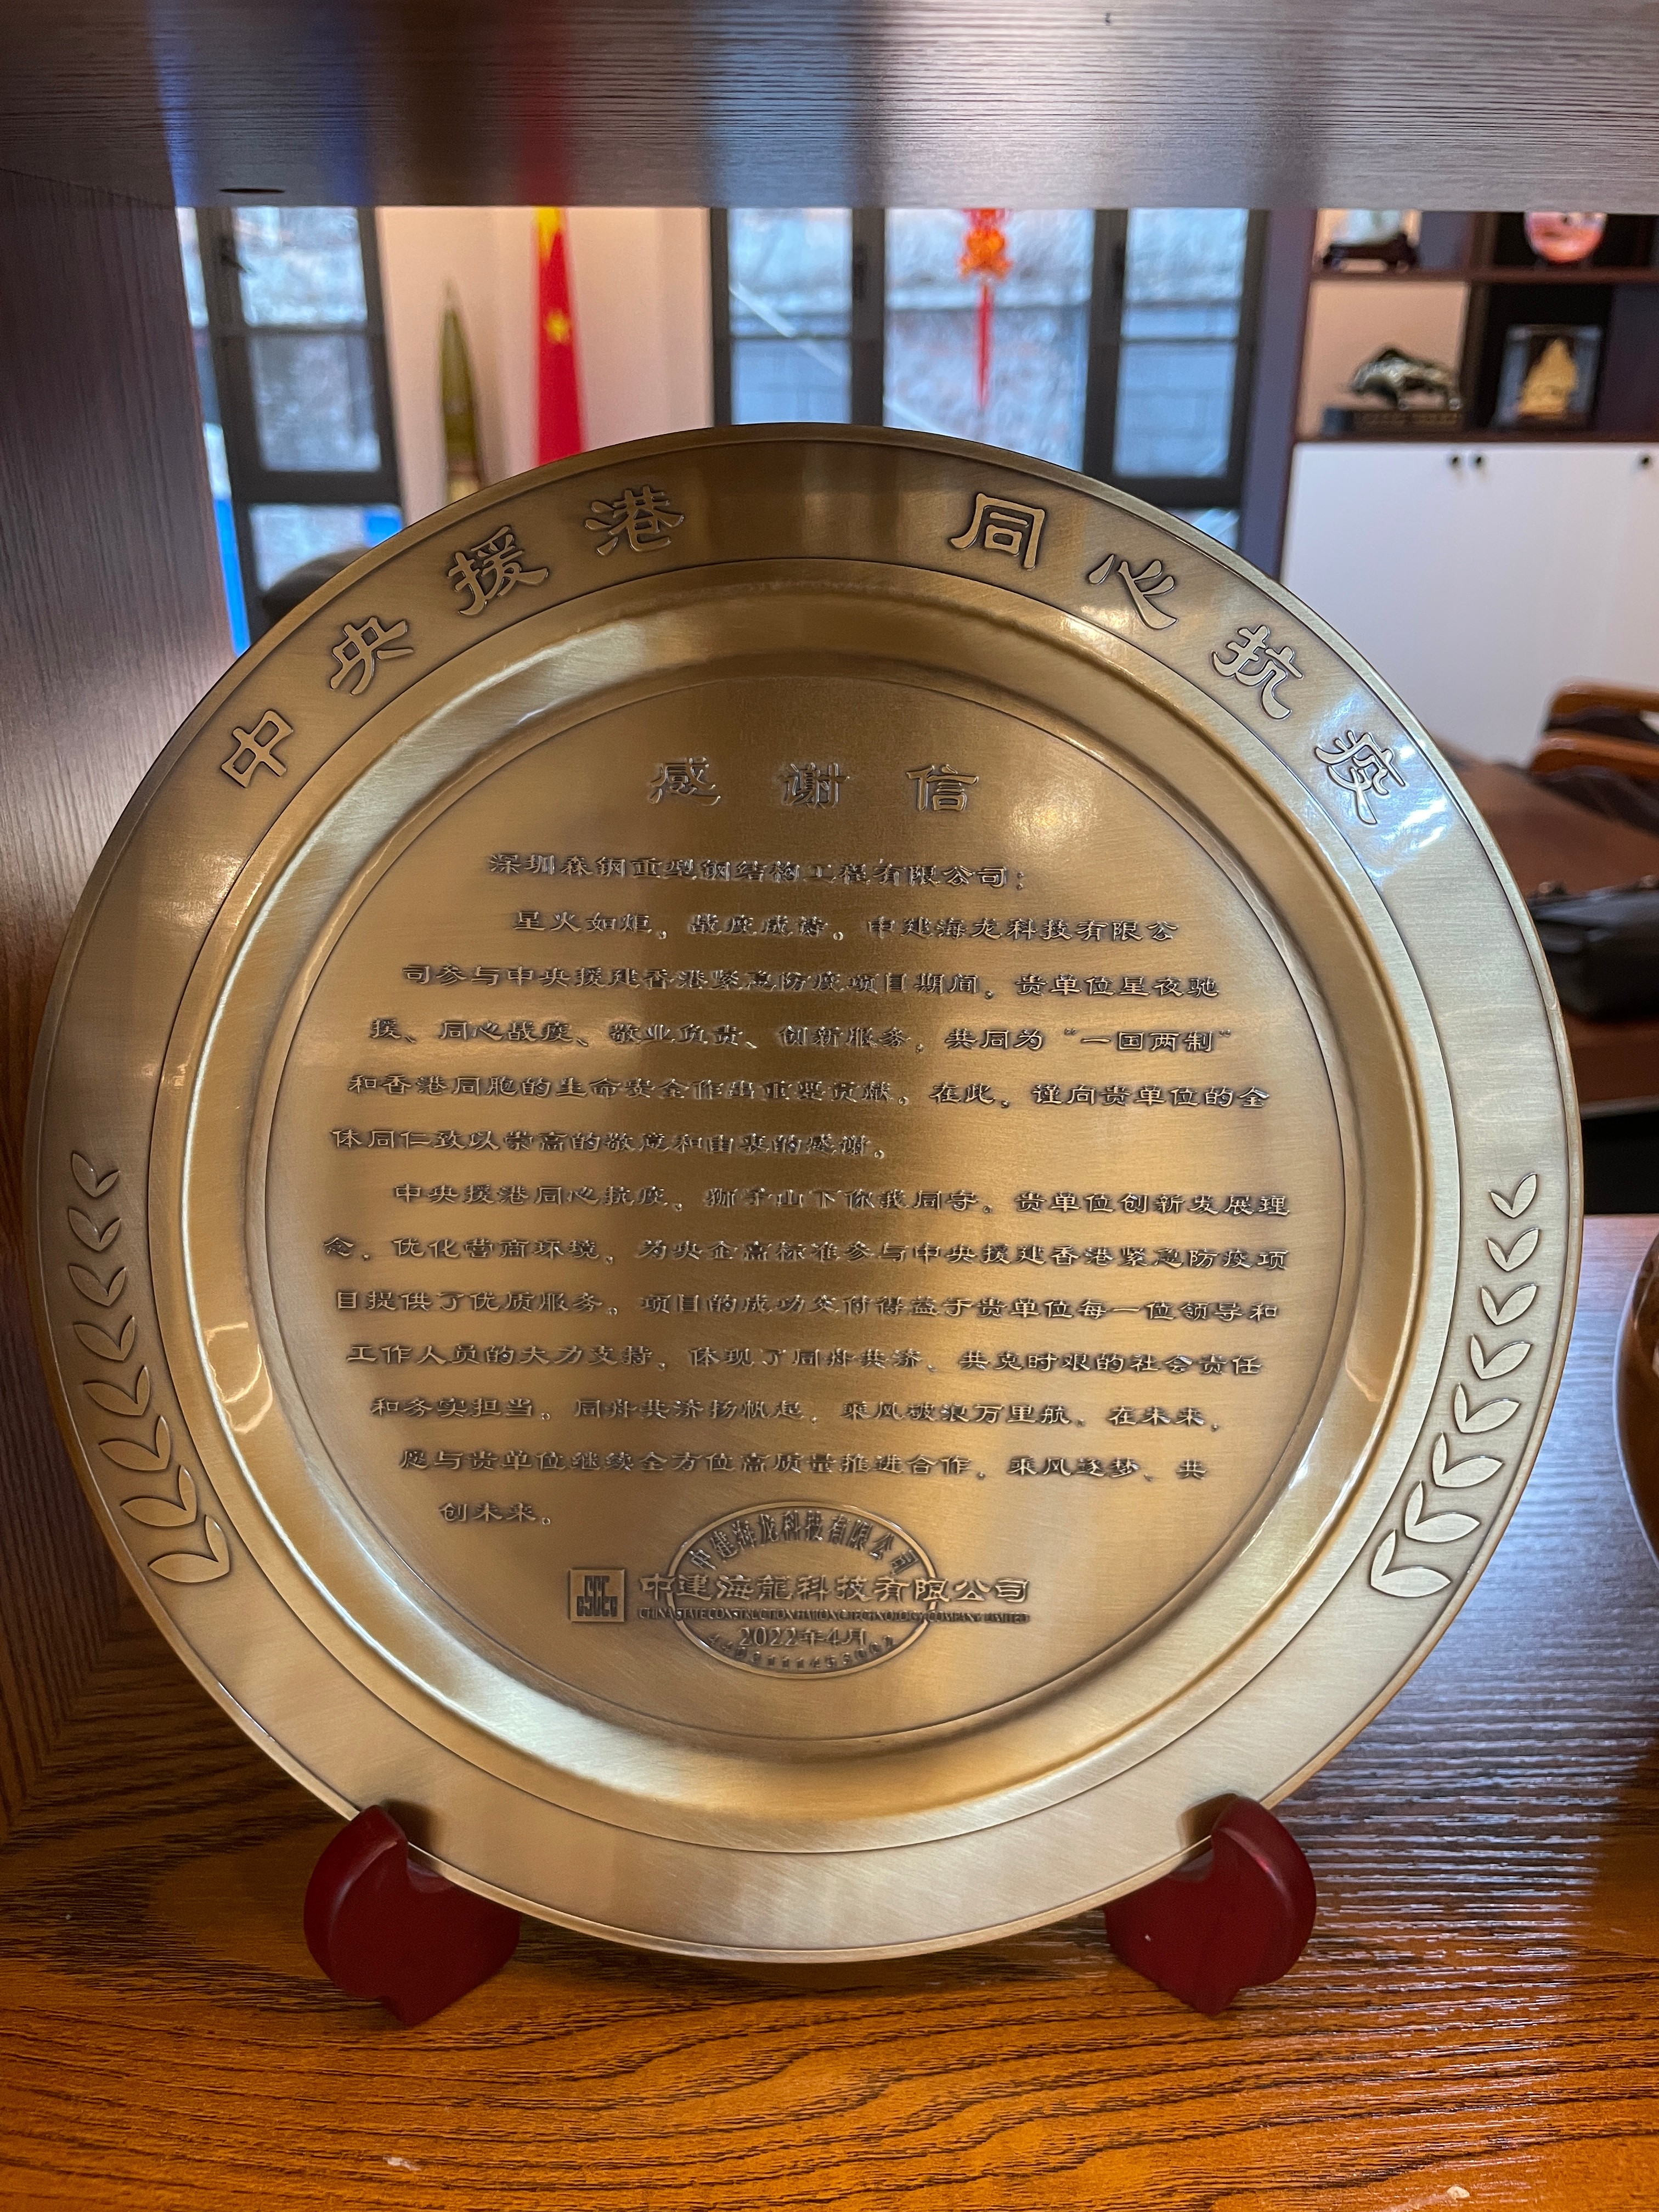 中央援港 同心抗疫
感谢信
深圳森钢重型钢结构工程有限公司：
星火如炬，战疫成诗。中建海龙科技有限公
司参与中央援建香港紧急防疫项目期间，贵单位星夜驰
援、同心战疫、敬业负责、创新服务，共同为“一国两制”
和香港同胞的生命安全作出重要贡献。在此，谨向贵单位的全
体同仁致以崇高的敬意和由衷的感谢。
中央援港同心抗疫，狮子山下你我同守。贵单位创新发展理
念，优化营商环境，为央企高标准参与中央援建香港紧急防疫项
目提供了优质服务。项目的成功交付得益于贵单位每一位领导和
工作人员的大力支持，体现了同舟共济、共克时艰的社会责任
和务实担当。同舟共济扬帆起，乘风破浪万里航，在未来，
愿与贵单位继续全方位高质量推进合作，乘风逐梦、共
创未来。
中建海龙科技有限公司
CSCEC
中建海龍科技有限公司
CHINA STATE CONSTRUCTION HAILONG TECHNOLOGY COMPANY LIMITED
2022年4月